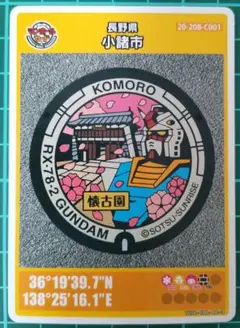 長野県
小諸市
20-208-C001
KOMORO
RX-78-2 GUNDAM
©SOTSU・SUNRISE
懐古園
36°19'39.7"N
138°25'16.1"E